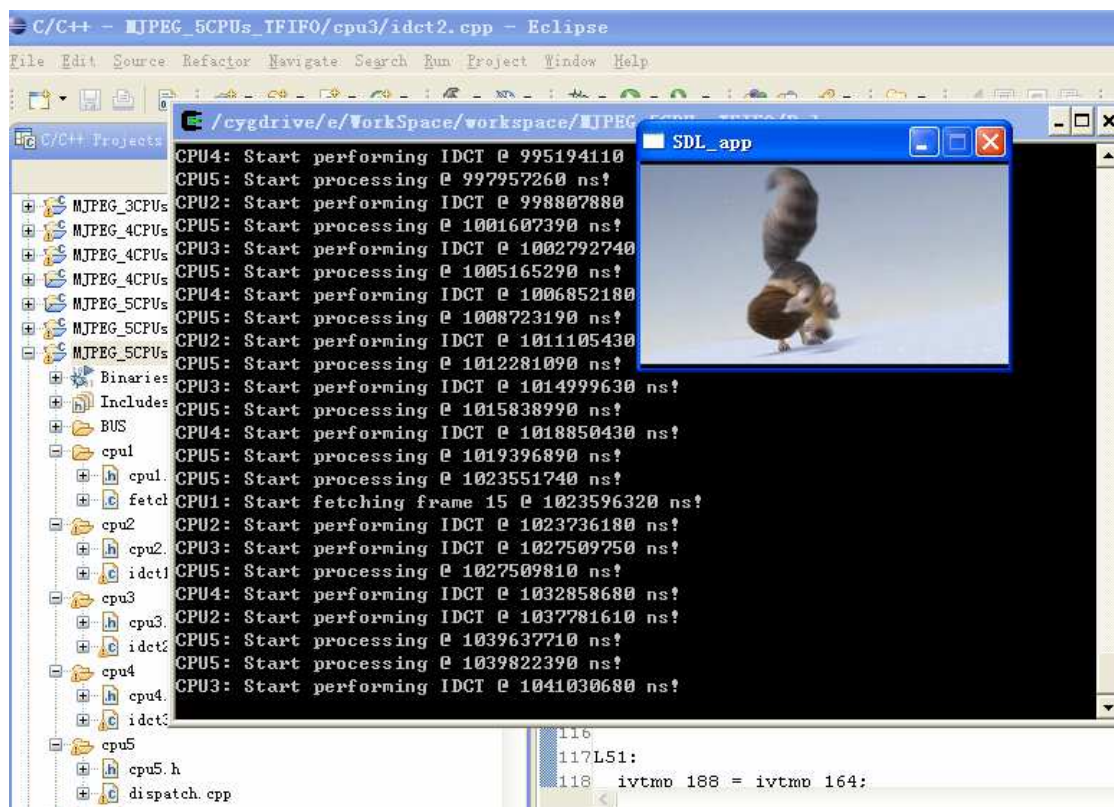 C/C++ - MJPEG_5CPUs_TFIFO/cpu3/idct2.cpp - Eclipse
File Edit Source Refactor Navigate Search Run Project Window Help
C/C++ Projects
/cygdrive/e/WorkSpace/workspace/MJPEG
SDL_app
CPU4: Start performing IDCT @ 995194110
CPU5: Start processing @ 997957260 ns!
CPU2: Start performing IDCT @ 998807880
CPU5: Start processing @ 1001607390 ns!
CPU3: Start performing IDCT @ 1002792740
CPU5: Start processing @ 1005165290 ns!
CPU4: Start performing IDCT @ 1006852180
CPU5: Start processing @ 1008723190 ns!
CPU2: Start performing IDCT @ 1011105430
CPU5: Start processing @ 1012281090 ns!
CPU3: Start performing IDCT @ 1014999630 ns!
CPU5: Start processing @ 1015838990 ns!
CPU4: Start performing IDCT @ 1018850430 ns!
CPU5: Start processing @ 1019396890 ns!
CPU5: Start processing @ 1023551740 ns!
CPU1: Start fetching frame 15 @ 1023596320 ns!
CPU2: Start performing IDCT @ 1023736180 ns!
CPU3: Start performing IDCT @ 1027509750 ns!
CPU5: Start processing @ 1027509810 ns!
CPU4: Start performing IDCT @ 1032858680 ns!
CPU2: Start performing IDCT @ 1037781610 ns!
CPU5: Start processing @ 1039637710 ns!
CPU5: Start processing @ 1039822390 ns!
CPU3: Start performing IDCT @ 1041030680 ns!
MJPEG_3CPUs
MJPEG_4CPUs
MJPEG_4CPUs
MJPEG_4CPUs
MJPEG_5CPUs
MJPEG_5CPUs
MJPEG_5CPUs
Binaries
Includes
BUS
cpu1
cpu1.
fetch
cpu2
cpu2.
idct1
cpu3
cpu3.
idct2
cpu4
cpu4.
idct3
cpu5
cpu5.h
dispatch.cpp
116
117 L51:
118 ivtmp_188 = ivtmp_164;